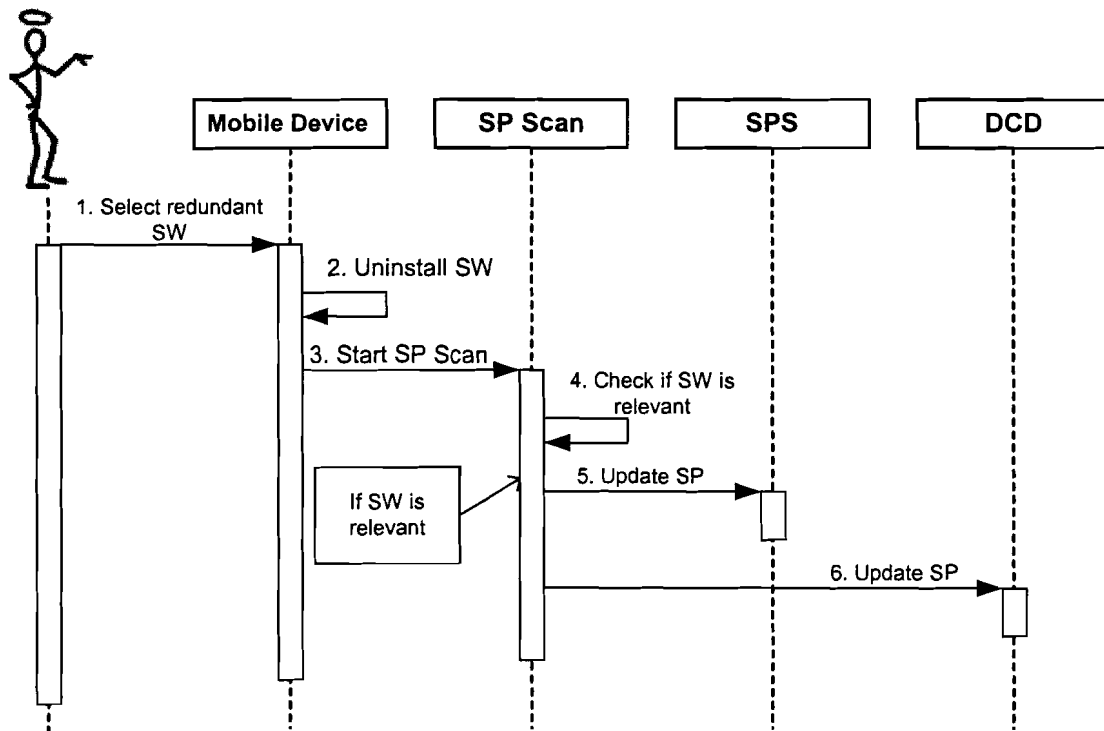 Mobile Device
SP Scan
SPS
DCD
1. Select redundant
SW
2. Uninstall SW
3. Start SP Scan
4. Check if SW is
relevant
If SW is
relevant
5. Update SP
6. Update SP